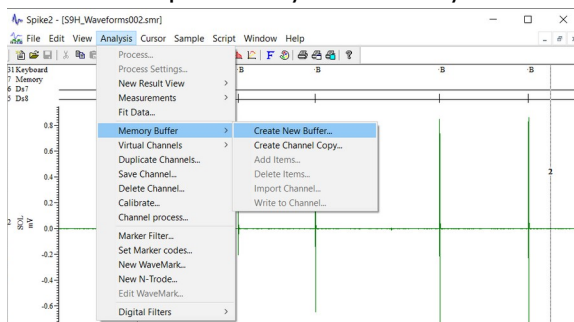 Spike2 - [S9H_Waveforms002.smr]
File Edit View Analysis Cursor Sample Script Window Help
31 Keyboard
7 Memory
6 Ds7
5 Ds8
B B B B
2 SOL mV
0.8
0.6
0.4
0.2
0.0
-0.2
-0.4
-0.6
2
Process...
Process Settings...
New Result View
Measurements
Fit Data...
Memory Buffer
Virtual Channels
Duplicate Channels...
Save Channel...
Delete Channel...
Calibrate...
Channel process...
Marker Filter...
Set Marker codes...
New WaveMark...
New N-Trode...
Edit WaveMark...
Digital Filters
Create New Buffer...
Create Channel Copy...
Add Items...
Delete Items...
Import Channel...
Write to Channel...